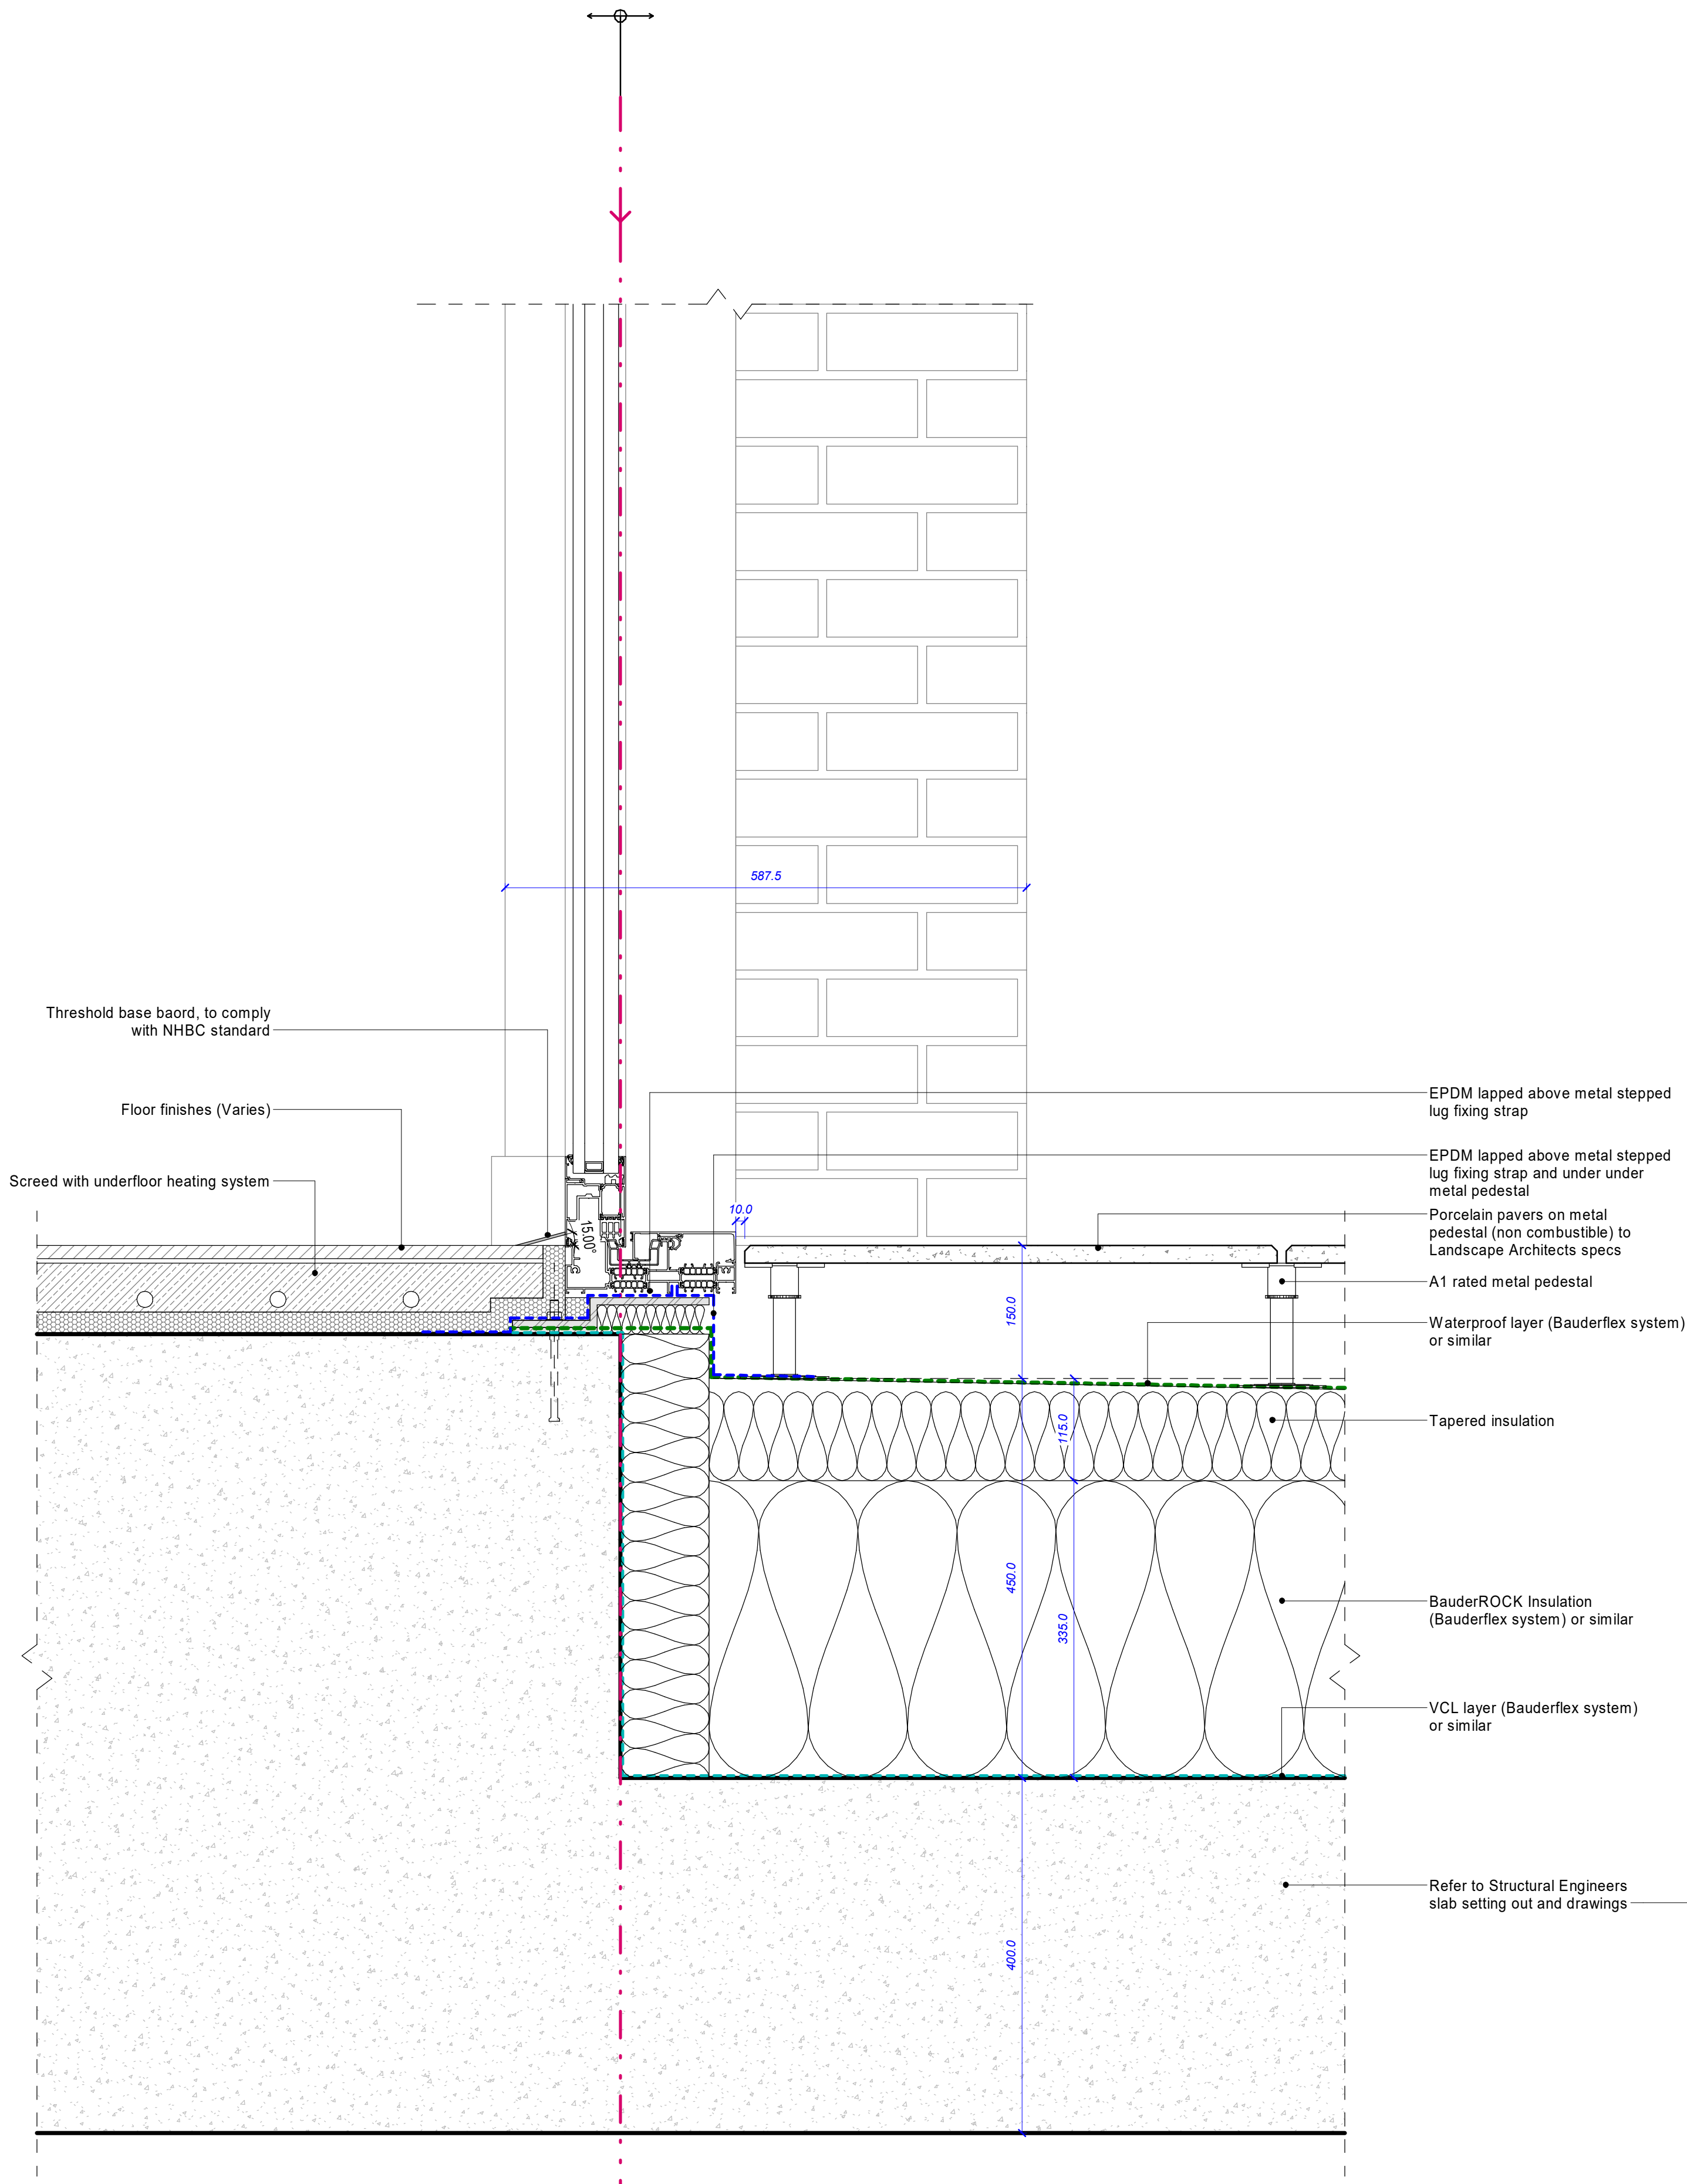 587.5
Threshold base baord, to comply
with NHBC standard
Floor finishes (Varies)
Screed with underfloor heating system
15.00°
10.0
EPDM lapped above metal stepped
lug fixing strap
EPDM lapped above metal stepped
lug fixing strap and under under
metal pedestal
Porcelain pavers on metal
pedestal (non combustible) to
Landscape Architects specs
A1 rated metal pedestal
150.0
Waterproof layer (Bauderflex system)
or similar
115.0
Tapered insulation
450.0
335.0
BauderROCK Insulation
(Bauderflex system) or similar
VCL layer (Bauderflex system)
or similar
Refer to Structural Engineers
slab setting out and drawings
400.0